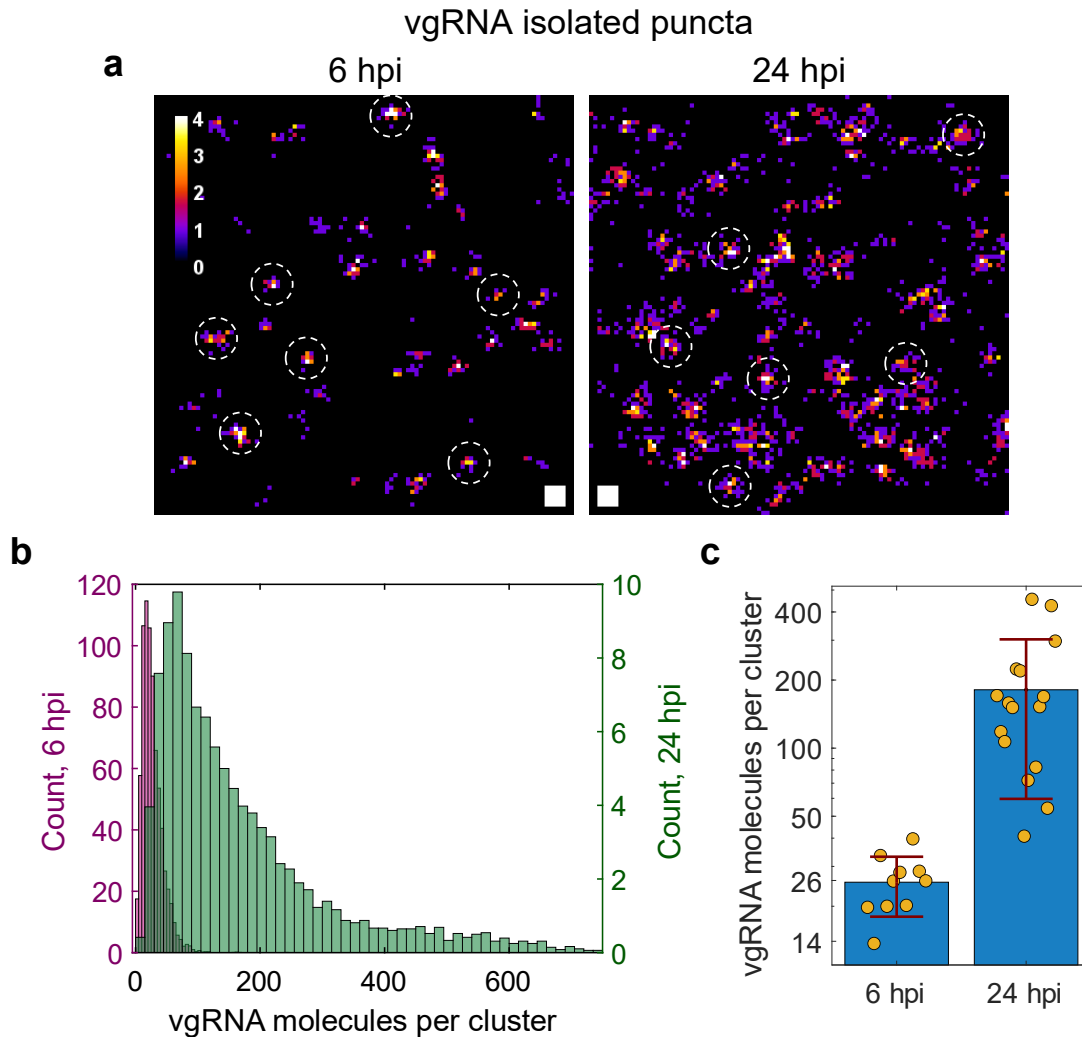 vgRNA isolated puncta
a
6 hpi
24 hpi
4
3
2
1
0
b
120
100
80
60
40
20
0
Count, 6 hpi
10
8
6
4
2
0
Count, 24 hpi
0
200
400
600
vgRNA molecules per cluster
c
400
200
100
50
26
14
vgRNA molecules per cluster
6 hpi
24 hpi